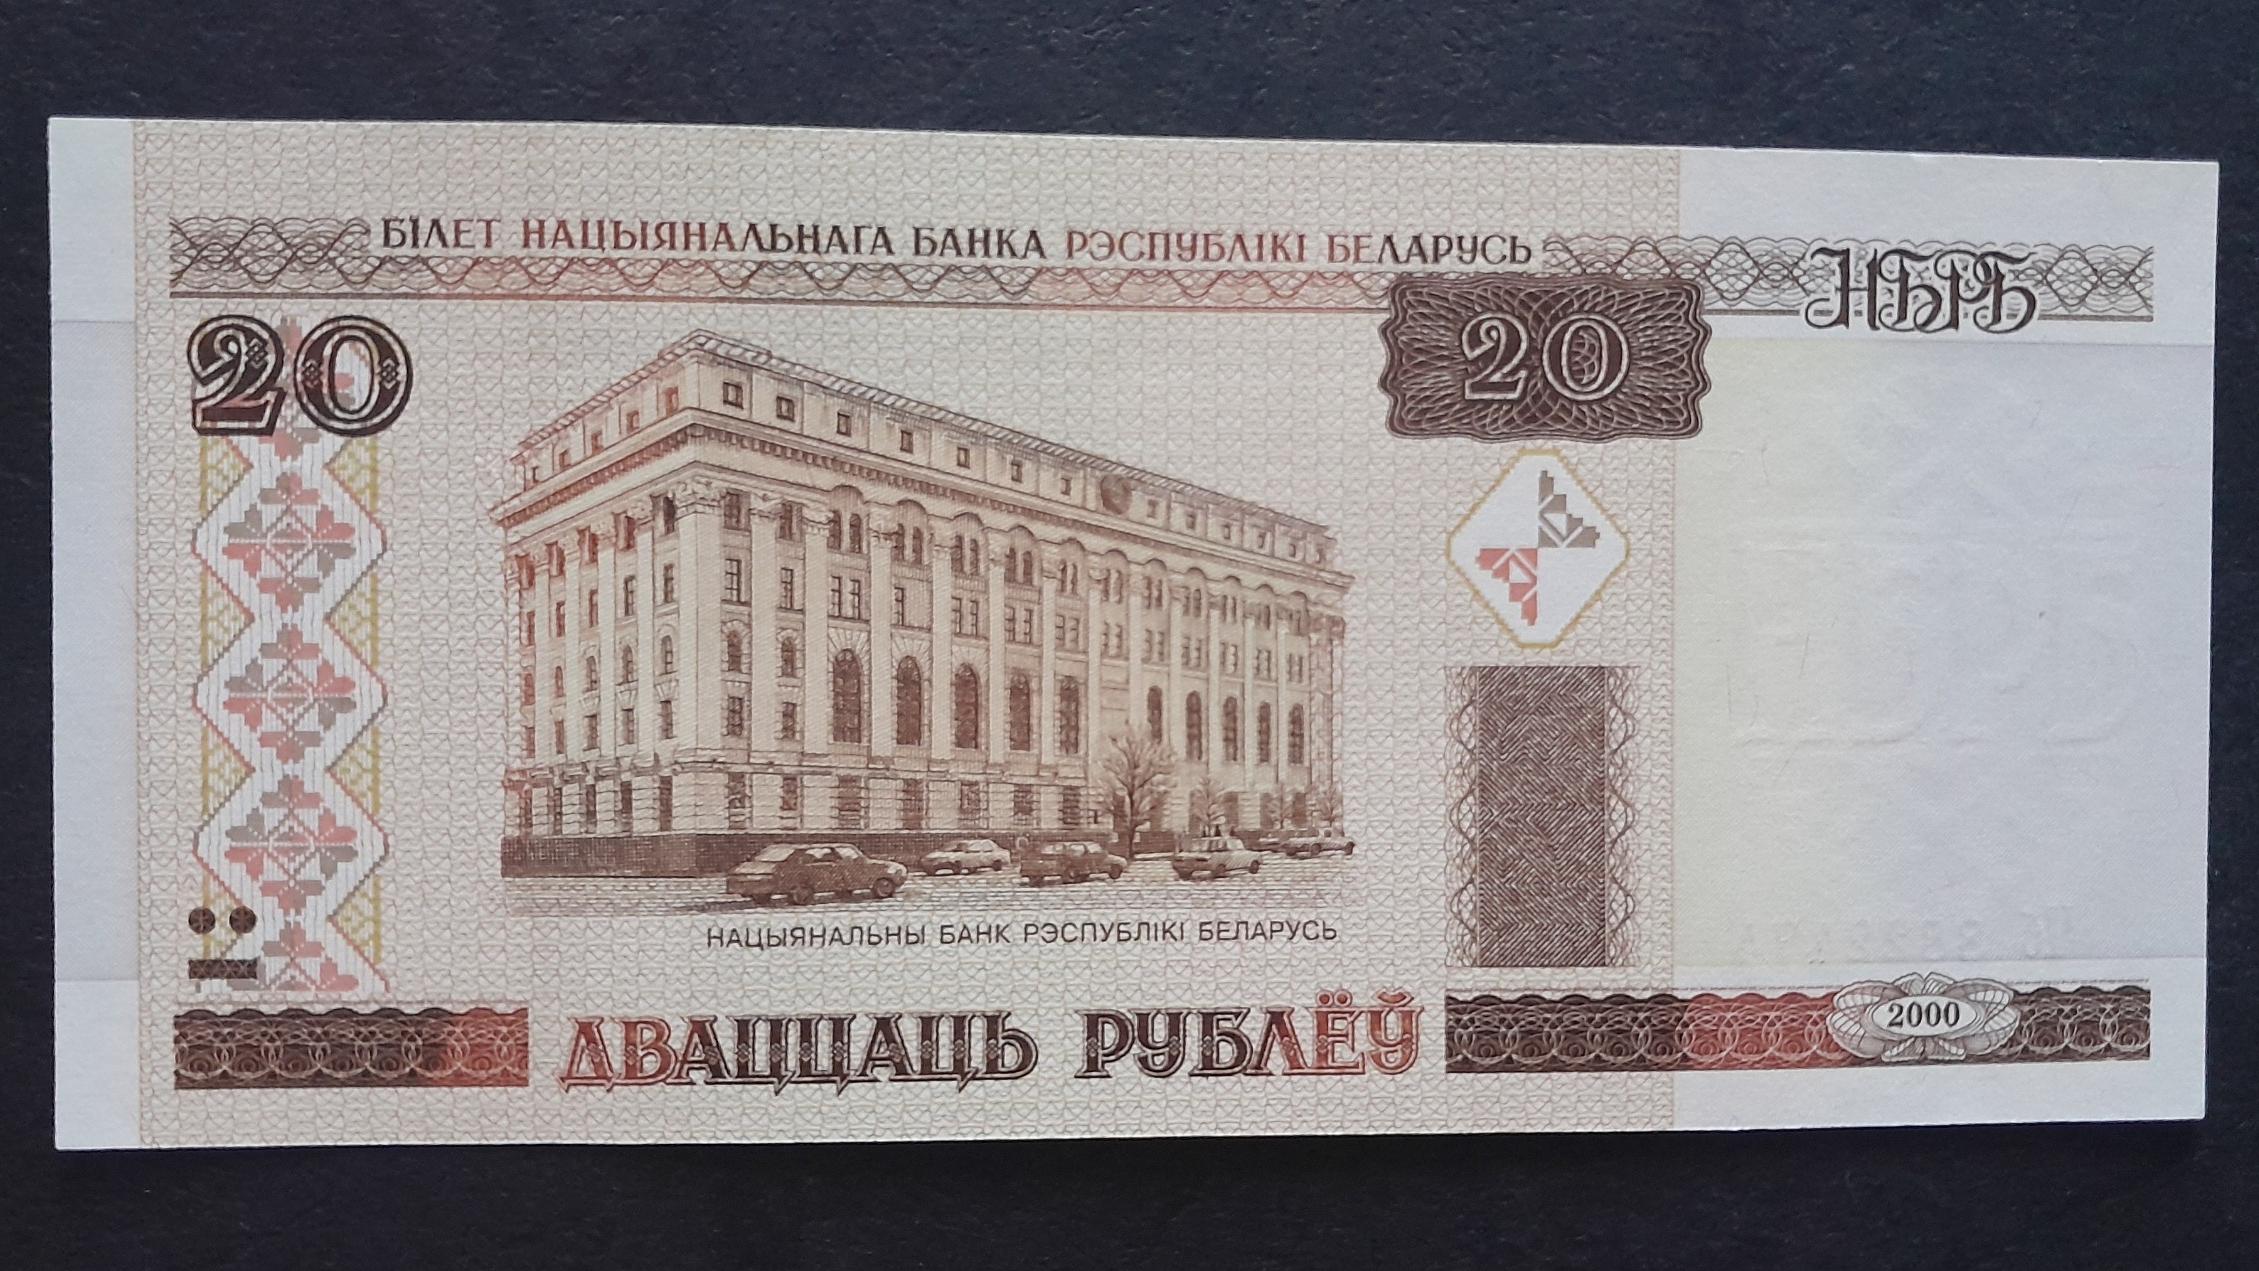 БІЛЕТ НАЦЫЯНАЛЬНАГА БАНКА РЭСПУБЛІКІ БЕЛАРУСЬ
НБРБ
20
20
НАЦЫЯНАЛЬНЫ БАНК РЭСПУБЛІКІ БЕЛАРУСЬ
ДВАЦЦАЦЬ РУБЛЁЎ
2000